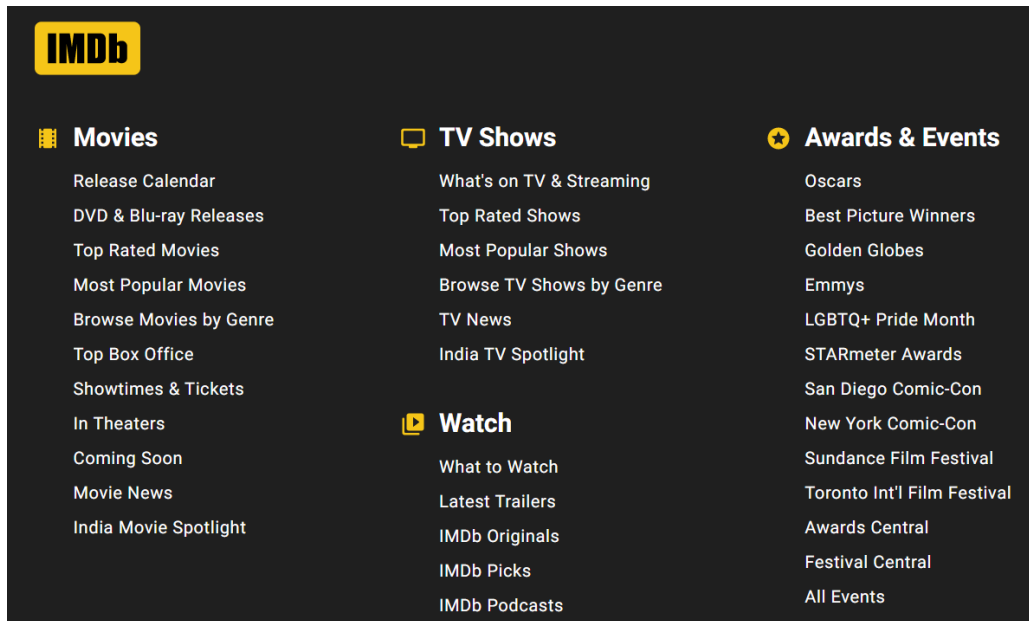 IMDb
Movies
Release Calendar
DVD & Blu-ray Releases
Top Rated Movies
Most Popular Movies
Browse Movies by Genre
Top Box Office
Showtimes & Tickets
In Theaters
Coming Soon
Movie News
India Movie Spotlight
TV Shows
What's on TV & Streaming
Top Rated Shows
Most Popular Shows
Browse TV Shows by Genre
TV News
India TV Spotlight
Watch
What to Watch
Latest Trailers
IMDb Originals
IMDb Picks
IMDb Podcasts
Awards & Events
Oscars
Best Picture Winners
Golden Globes
Emmys
LGBTQ+ Pride Month
STARmeter Awards
San Diego Comic-Con
New York Comic-Con
Sundance Film Festival
Toronto Int'l Film Festival
Awards Central
Festival Central
All Events